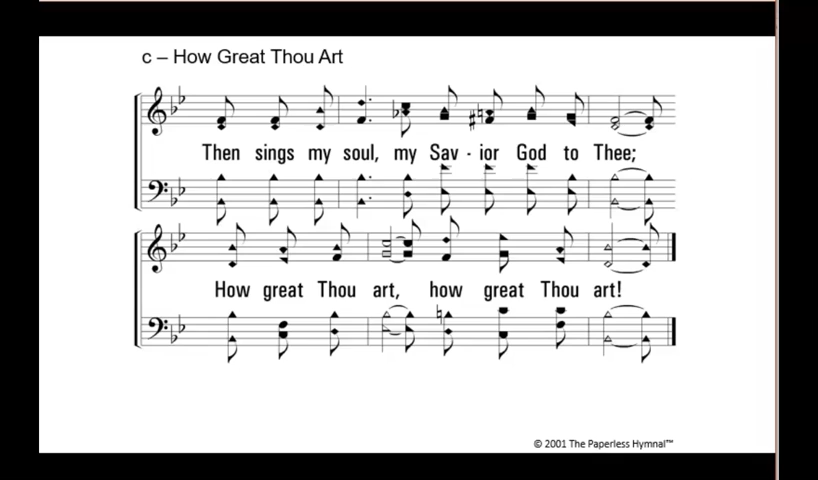 c – How Great Thou Art
Then sings my soul, my Sav - ior God to Thee;
How great Thou art, how great Thou art!
© 2001 The Paperless Hymnal™